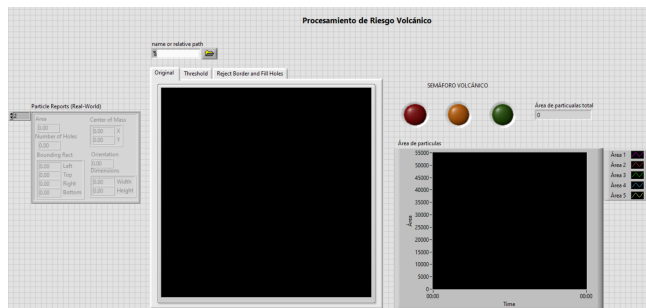 Procesamiento de Riesgo Volcánico
name or relative path
Original Threshold Reject Border and Fill Holes
SEMÁFORO VOLCÁNICO
Particle Reports (Real-World)
Area
0.00
Number of Holes
0.00
Bounding Rect
0.00 Left
0.00 Top
0.00 Right
0.00 Bottom
Center of Mass
0.00 X
0.00 Y
Orientation
0.00
Dimensions
0.00 Width
0.00 Height
Área de particualas total
0
Área de particulas
55000
50000
45000
40000
35000
30000
25000
20000
15000
10000
5000
0
Área
00:00 00:00
Time
Área 1
Área 2
Área 3
Área 4
Área 5